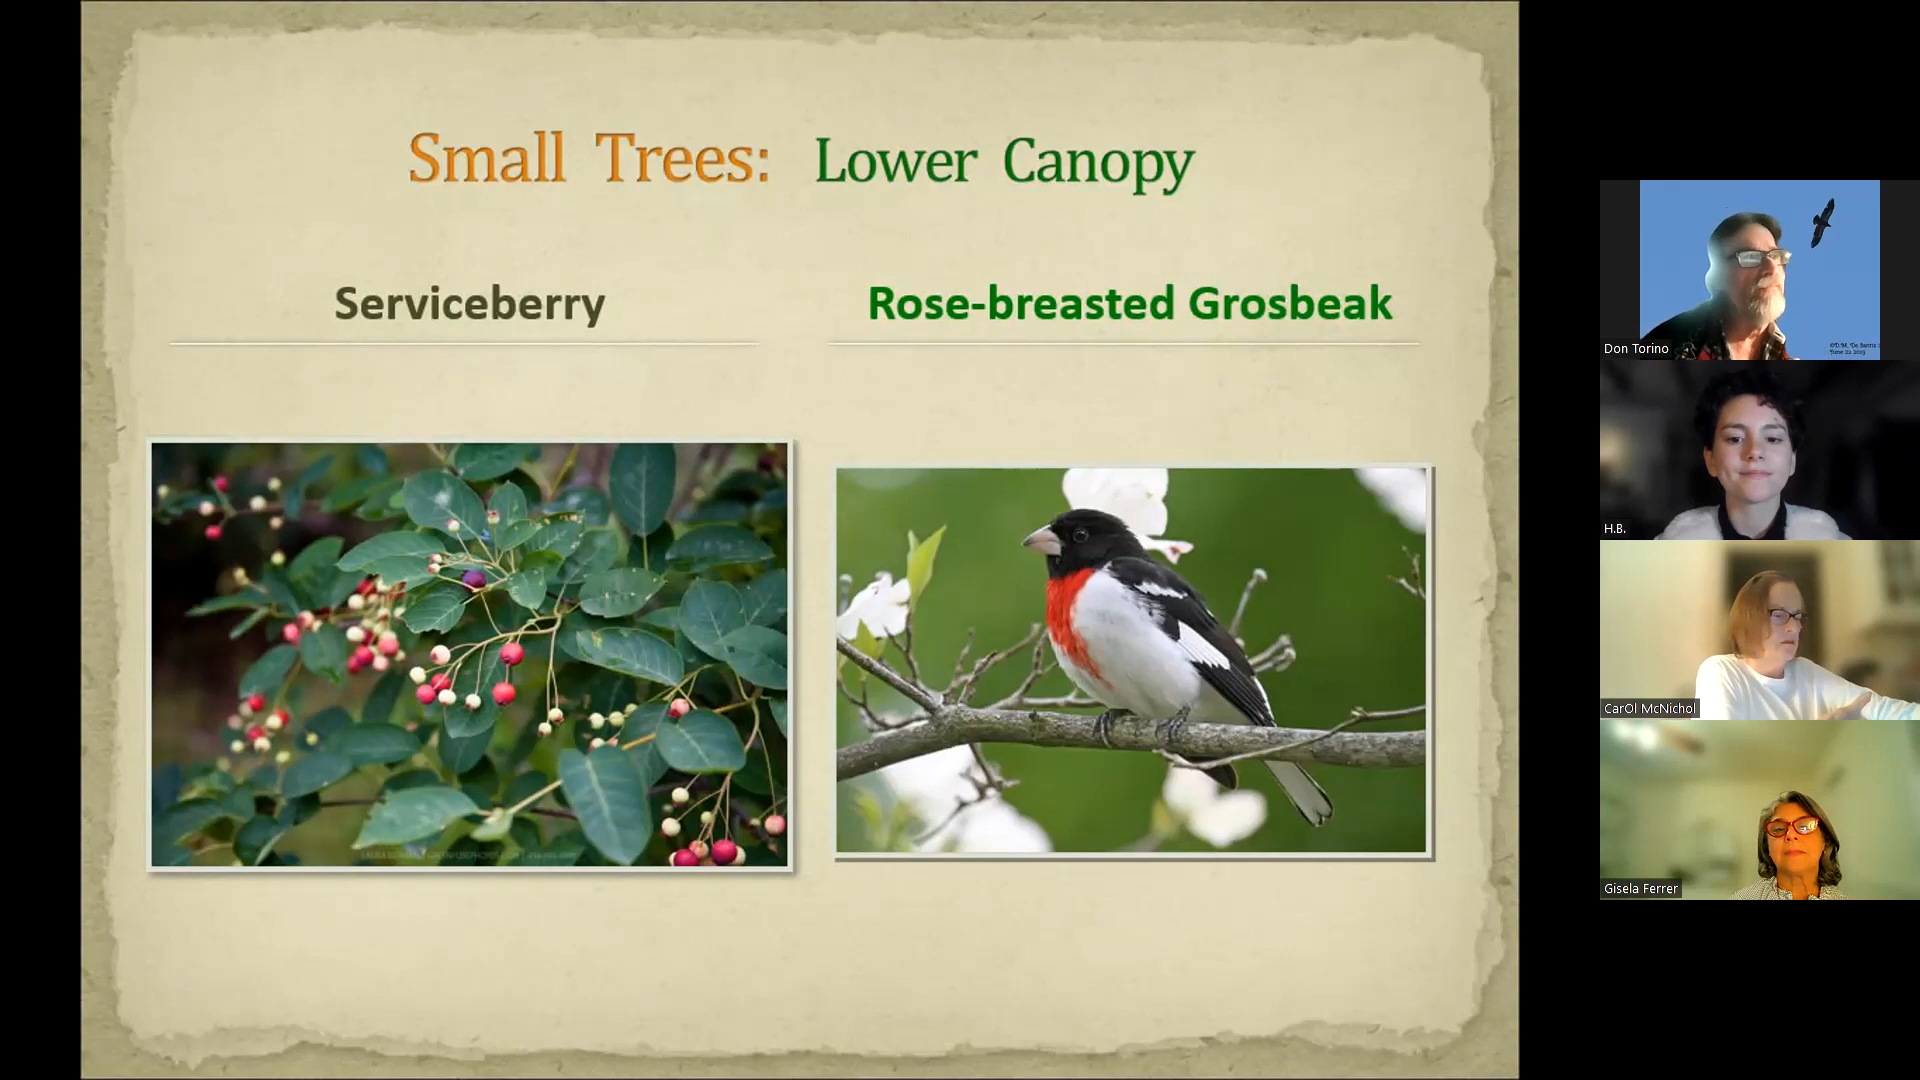 Small Trees: Lower Canopy
Serviceberry
Rose-breasted Grosbeak
Don Torino
H.B.
CarOl McNichol
Gisela Ferrer